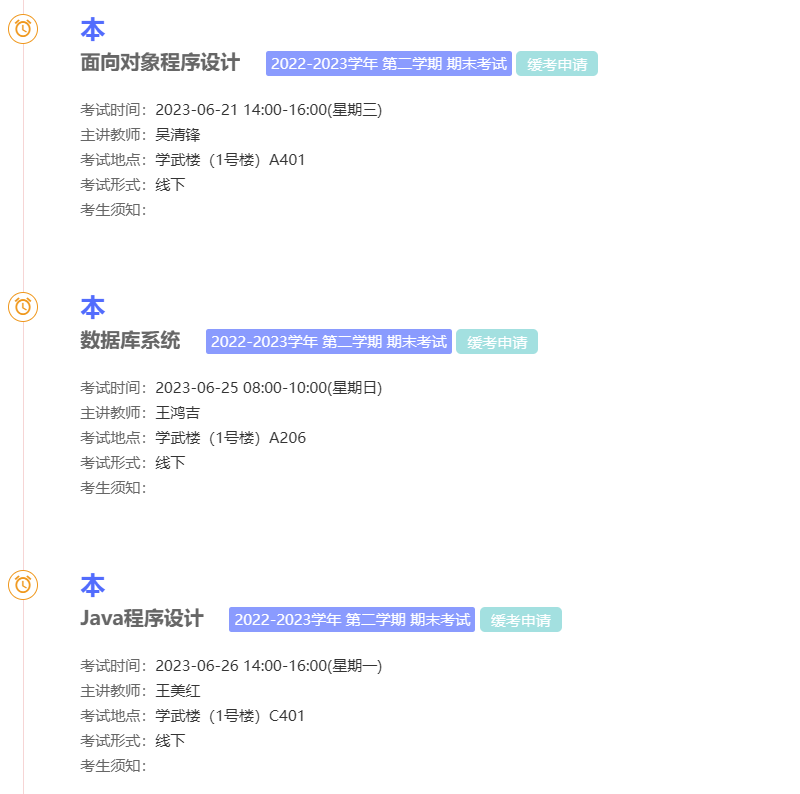 本
面向对象程序设计 2022-2023学年 第二学期 期末考试 缓考申请
考试时间：2023-06-21 14:00-16:00(星期三)
主讲教师：吴清锋
考试地点：学武楼（1号楼）A401
考试形式：线下
考生须知：
本
数据库系统 2022-2023学年 第二学期 期末考试 缓考申请
考试时间：2023-06-25 08:00-10:00(星期日)
主讲教师：王鸿吉
考试地点：学武楼（1号楼）A206
考试形式：线下
考生须知：
本
Java程序设计 2022-2023学年 第二学期 期末考试 缓考申请
考试时间：2023-06-26 14:00-16:00(星期一)
主讲教师：王美红
考试地点：学武楼（1号楼）C401
考试形式：线下
考生须知：